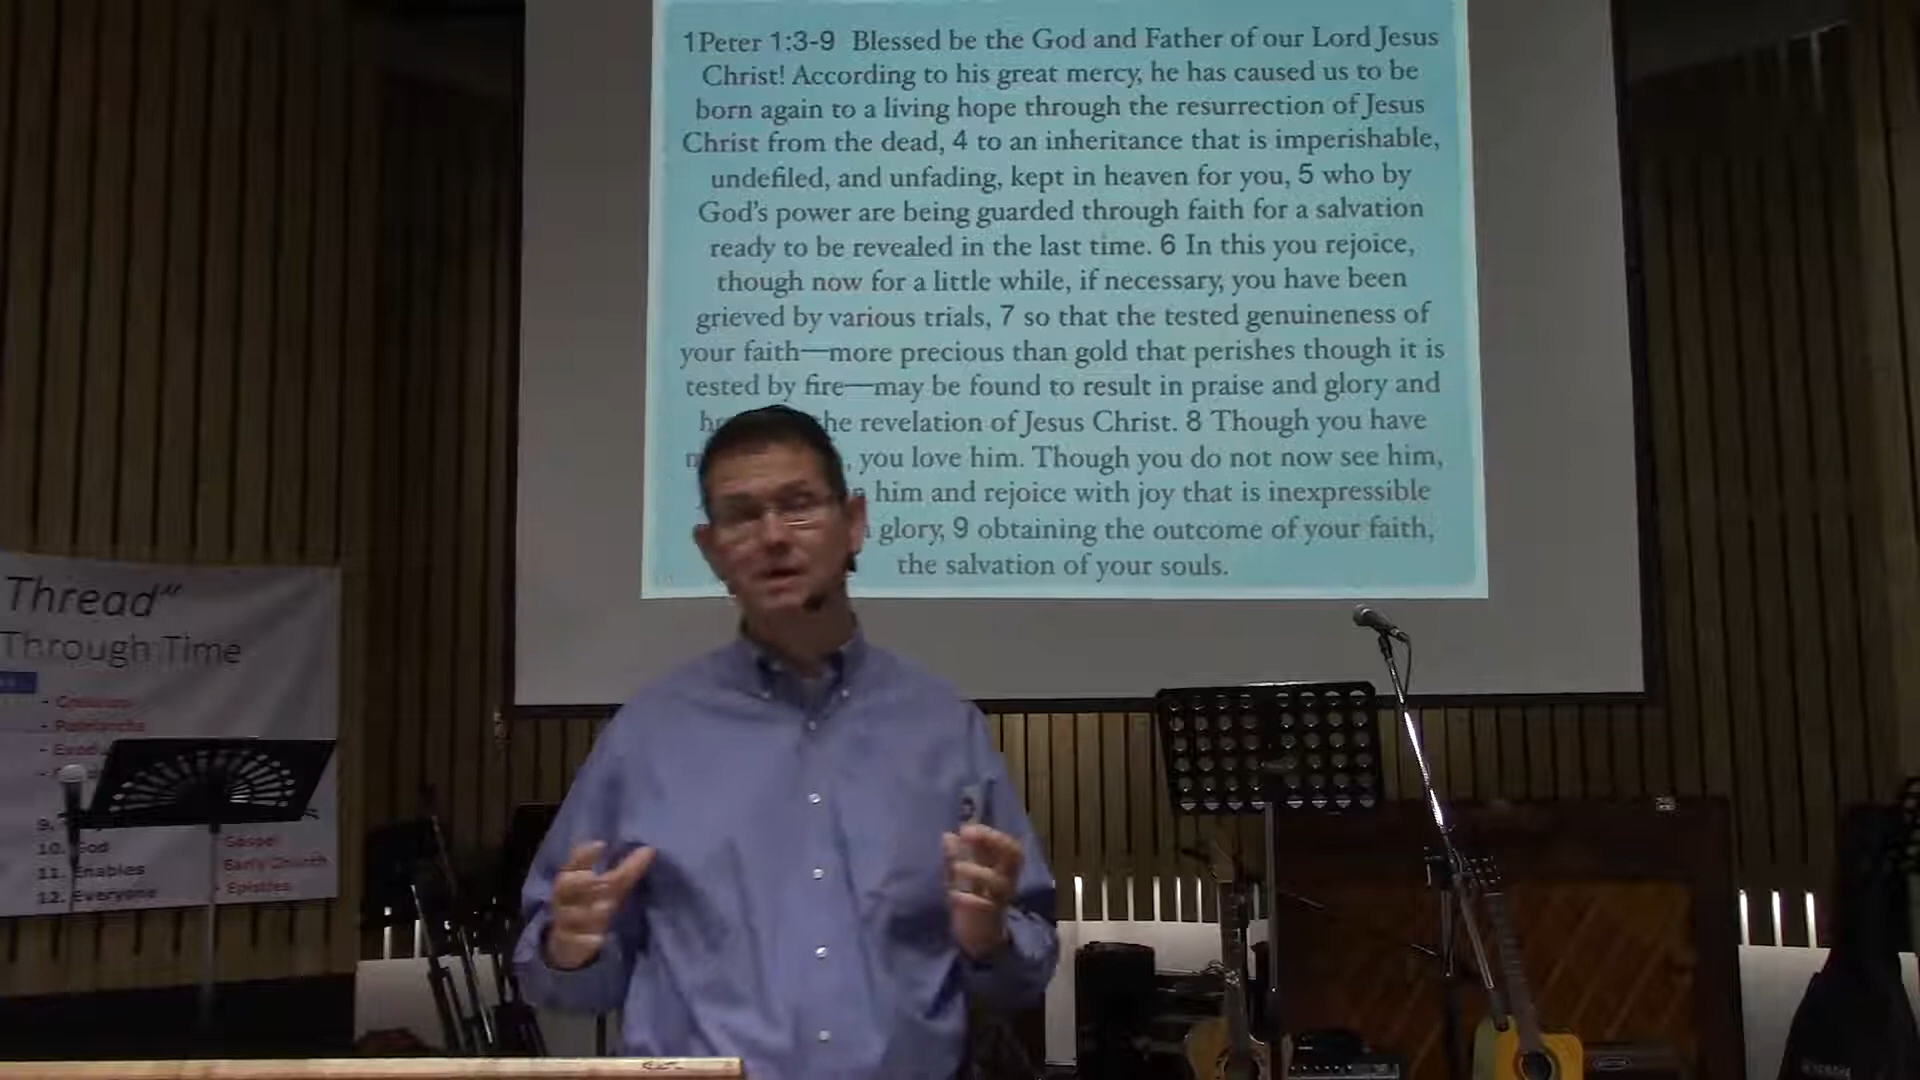 1Peter 1:3-9 Blessed be the God and Father of our Lord Jesus
Christ! According to his great mercy, he has caused us to be
born again to a living hope through the resurrection of Jesus
Christ from the dead, 4 to an inheritance that is imperishable,
undefiled, and unfading, kept in heaven for you, 5 who by
God's power are being guarded through faith for a salvation
ready to be revealed in the last time. 6 In this you rejoice,
though now for a little while, if necessary, you have been
grieved by various trials, 7 so that the tested genuineness of
your faith—more precious than gold that perishes though it is
tested by fire—may be found to result in praise and glory and
he revelation of Jesus Christ. 8 Though you have
, you love him. Though you do not now see him,
him and rejoice with joy that is inexpressible
glory, 9 obtaining the outcome of your faith,
the salvation of your souls.
Thread"
Through Time
- Creation
- Patriarchs
- Exodu
9.
10. God
11. Enables
12. Everyone
Gospel
Early Church
- Epistles